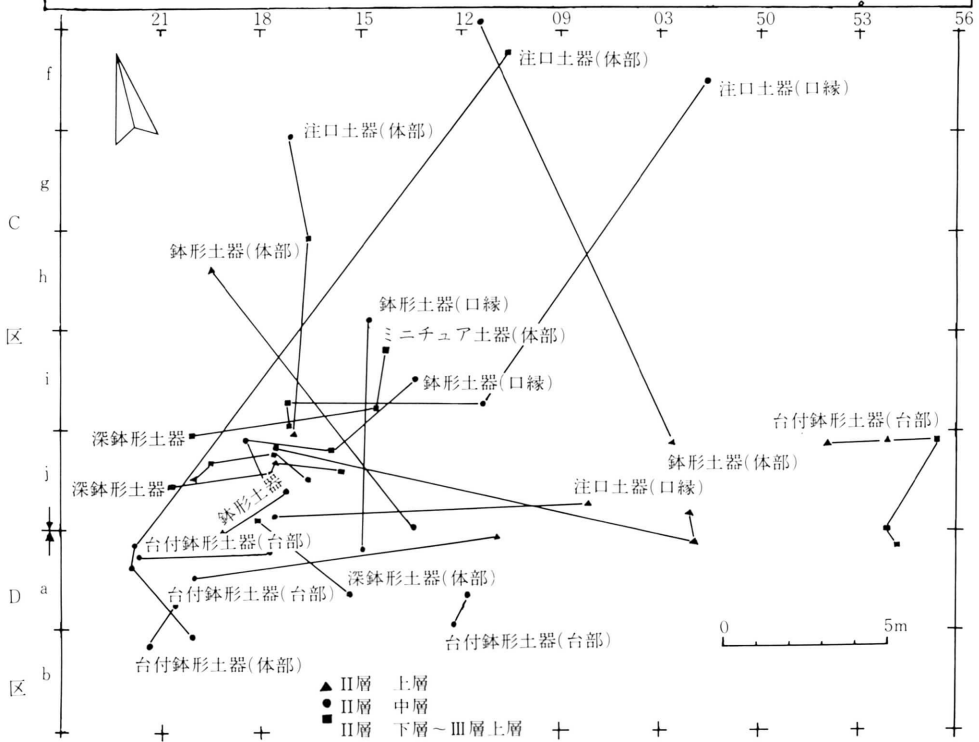 21 18 15 12 09 03 50 53 56
f
注口土器(体部)
注口土器(口縁)
注口土器(体部)
g
C
鉢形土器(体部)
h
鉢形土器(口縁)
区
ミニチュア土器(体部)
i
鉢形土器(口縁)
台付鉢形土器(台部)
深鉢形土器
鉢形土器(体部)
j
深鉢形土器
注口土器(口縁)
鉢形土器
台付鉢形土器(台部)
深鉢形土器(体部)
D
a
台付鉢形土器(台部)
0 5m
台付鉢形土器(台部)
台付鉢形土器(体部)
b
区
▲ II層 上層
● II層 中層
■ II層 下層～III層上層